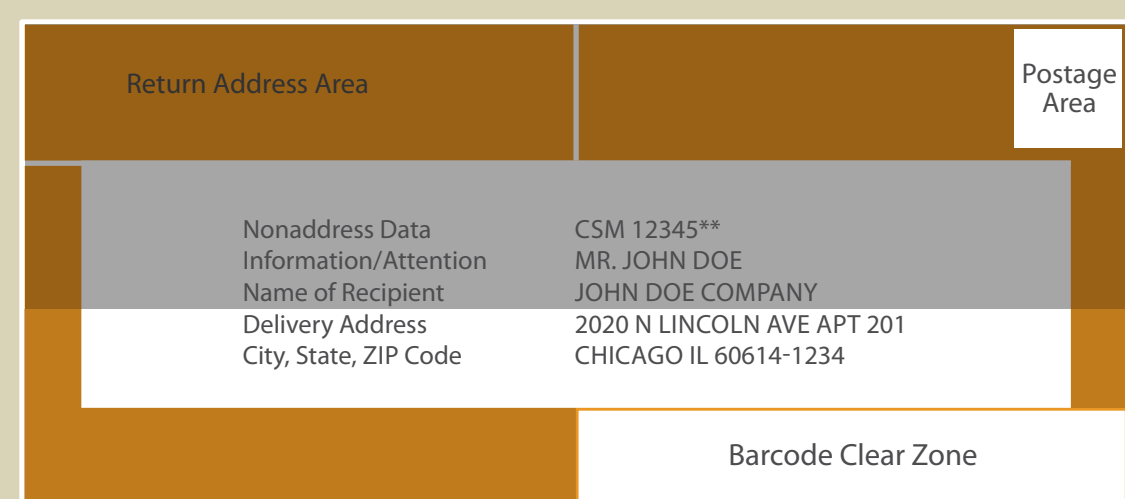 Return Address Area
Postage
Area
Nonaddress Data CSM 12345**
Information/Attention MR. JOHN DOE
Name of Recipient JOHN DOE COMPANY
Delivery Address 2020 N LINCOLN AVE APT 201
City, State, ZIP Code CHICAGO IL 60614-1234
Barcode Clear Zone